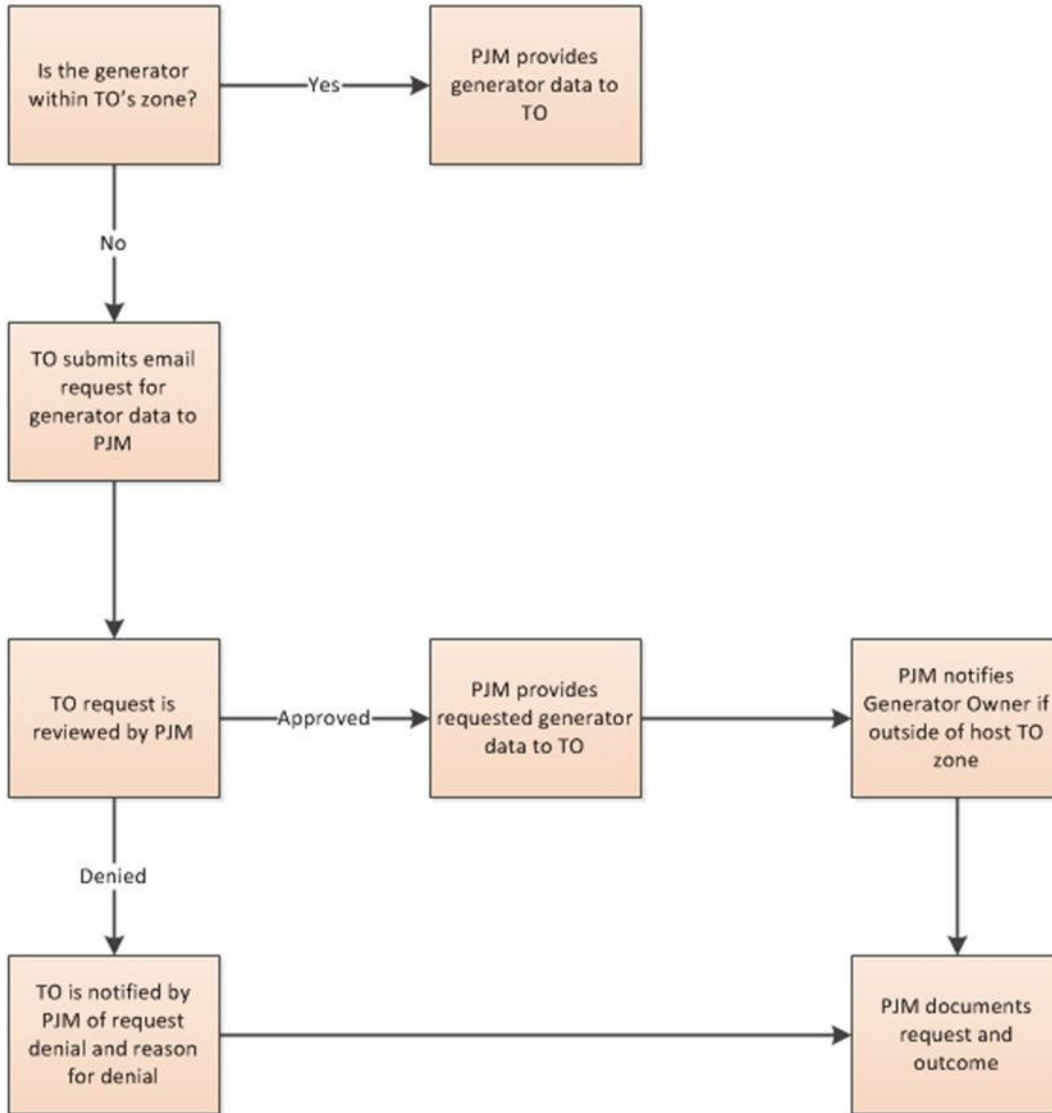 Is the generator
within TO's zone?
Yes
PJM provides
generator data to
TO
No
TO submits email
request for
generator data to
PJM
TO request is
reviewed by PJM
Approved
PJM provides
requested generator
data to TO
PJM notifies
Generator Owner if
outside of host TO
zone
Denied
TO is notified by
PJM of request
denial and reason
for denial
PJM documents
request and
outcome